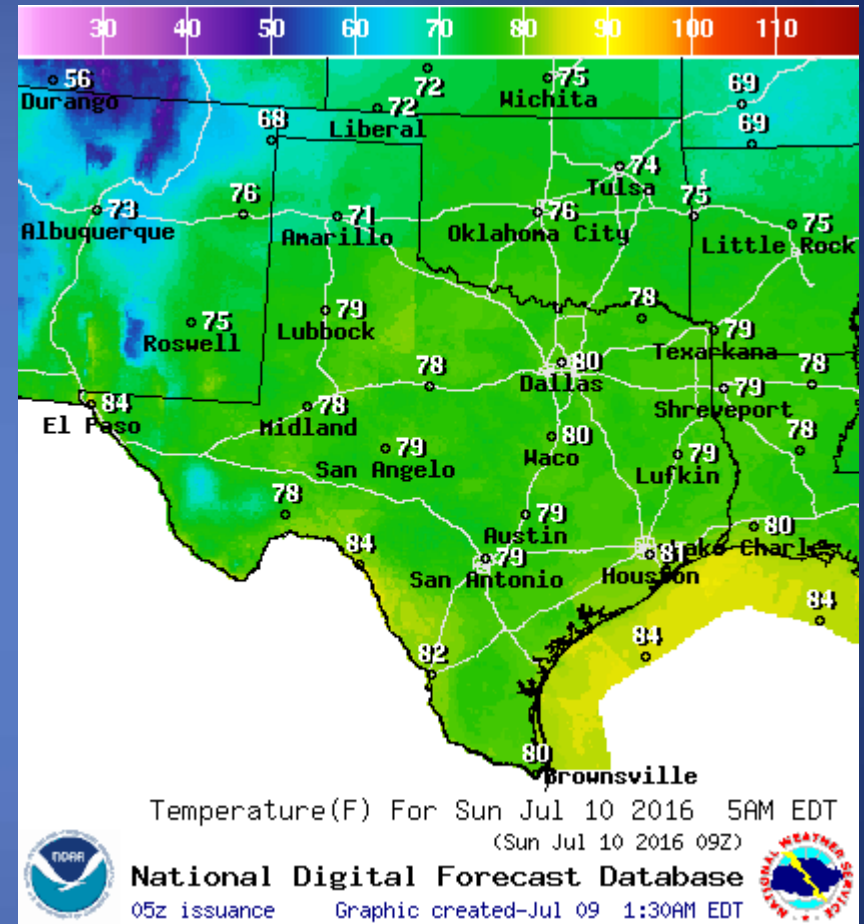 30 40 50 60 70 80 90 100 110
56
Durango
72
75
Wichita
69
72
Liberal
68
69
74
Tulsa
73
Albuquerque
76
71
Amarillo
76
Oklahoma City
75
75
Little Rock
75
Roswell
79
Lubbock
78
79
Texarkana
80
Dallas
84
El Paso
78
78
Midland
79
Shreveport
78
79
San Angelo
80
Waco
79
Lufkin
78
78
79
Austin
80
Lake Charles
84
79
San Antonio
81
Houston
84
84
82
80
Brownsville
Temperature(F) For Sun Jul 10 2016 5AM EDT
(Sun Jul 10 2016 09Z)
NOAA
National Digital Forecast Database
05z issuance Graphic created-Jul 09 1:30AM EDT
NATIONAL WEATHER SERVICE